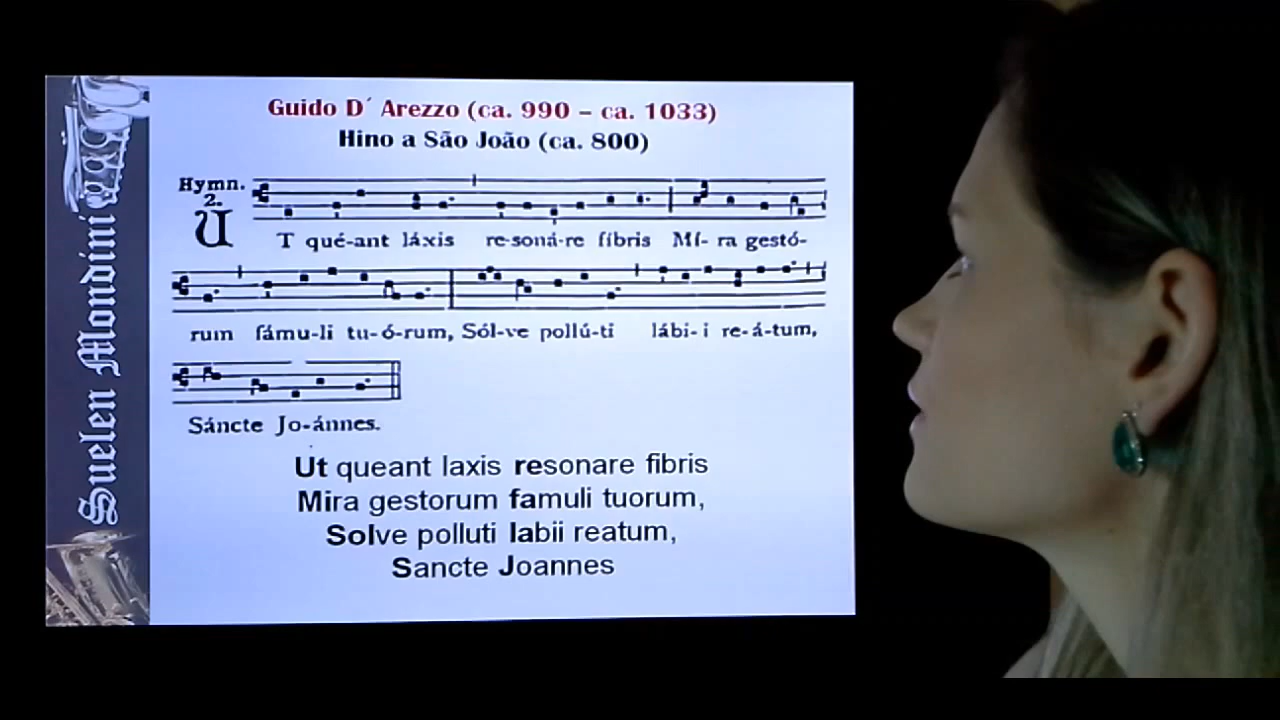 Suelen Mondini
Guido D´ Arezzo (ca. 990 – ca. 1033)
Hino a São João (ca. 800)
Hymn.
2.
U
T qué-ant láxis re-soná-re fíbris Mí- ra gestó-
rum fámu-li tu-ó-rum, Sól-ve pollú-ti lábi-i re-á-tum,
Sáncte Jo-ánnes.
Ut queant laxis resonare fibris
Mira gestorum famuli tuorum,
Solve polluti labii reatum,
Sancte Joannes